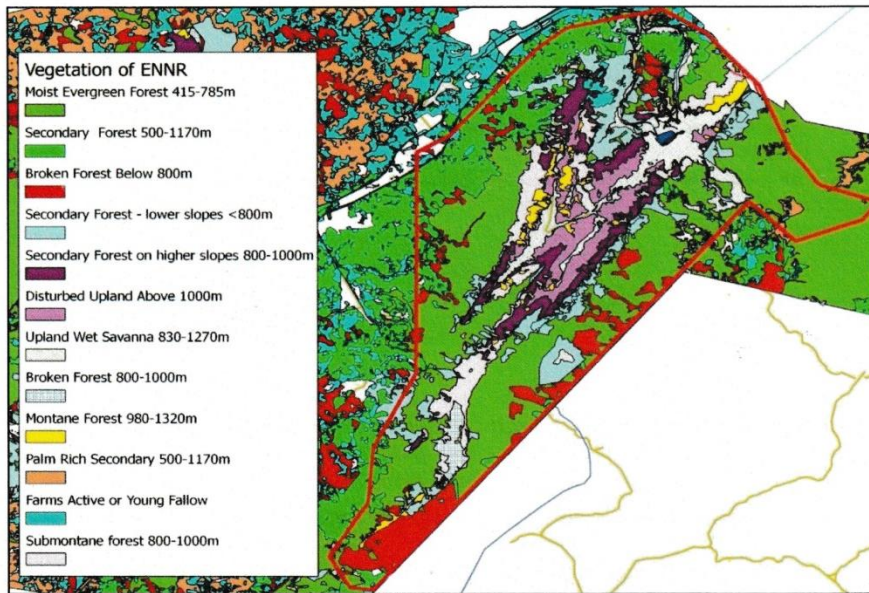 Vegetation of ENNR
Moist Evergreen Forest 415-785m
Secondary Forest 500-1170m
Broken Forest Below 800m
Secondary Forest - lower slopes <800m
Secondary Forest on higher slopes 800-1000m
Disturbed Upland Above 1000m
Upland Wet Savanna 830-1270m
Broken Forest 800-1000m
Montane Forest 980-1320m
Palm Rich Secondary 500-1170m
Farms Active or Young Fallow
Submontane forest 800-1000m